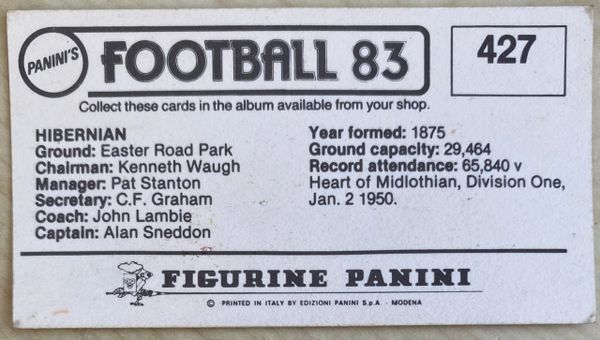 PANINI'S
FOOTBALL 83
427
Collect these cards in the album available from your shop.
HIBERNIAN
Ground: Easter Road Park
Chairman: Kenneth Waugh
Manager: Pat Stanton
Secretary: C.F. Graham
Coach: John Lambie
Captain: Alan Sneddon
Year formed: 1875
Ground capacity: 29,464
Record attendance: 65,840 v
Heart of Midlothian, Division One,
Jan. 2 1950.
FIGURINE PANINI
© PRINTED IN ITALY BY EDIZIONI PANINI S.p.A. - MODENA